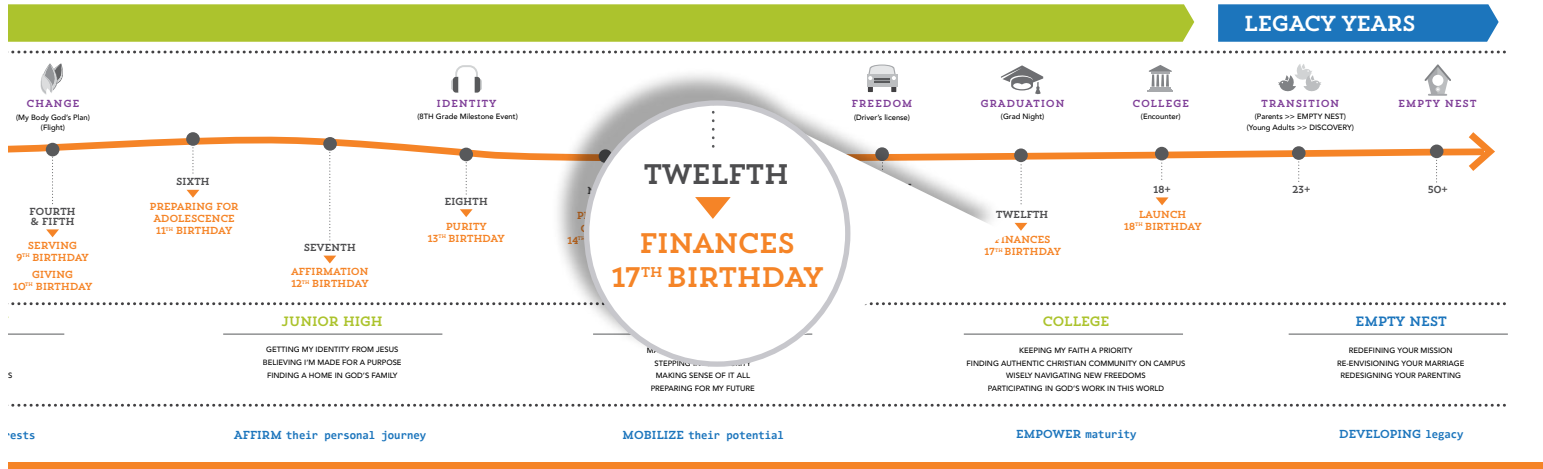 LEGACY YEARS
CHANGE
(My Body God's Plan)
(Flight)
IDENTITY
(8TH Grade Milestone Event)
FREEDOM
(Driver's license)
GRADUATION
(Grad Night)
COLLEGE
(Encounter)
TRANSITION
(Parents >> EMPTY NEST)
(Young Adults >> DISCOVERY)
EMPTY NEST
FOURTH
& FIFTH
SERVING
9TH BIRTHDAY
GIVING
10TH BIRTHDAY
SIXTH
PREPARING FOR
ADOLESCENCE
11TH BIRTHDAY
SEVENTH
AFFIRMATION
12TH BIRTHDAY
EIGHTH
PURITY
13TH BIRTHDAY
14TH
TWELFTH
FINANCES
17TH BIRTHDAY
TWELFTH
FINANCES
17TH BIRTHDAY
18+
LAUNCH
18TH BIRTHDAY
23+
50+
JUNIOR HIGH
GETTING MY IDENTITY FROM JESUS
BELIEVING I'M MADE FOR A PURPOSE
FINDING A HOME IN GOD'S FAMILY
STEPPING
MAKING SENSE OF IT ALL
PREPARING FOR MY FUTURE
COLLEGE
KEEPING MY FAITH A PRIORITY
FINDING AUTHENTIC CHRISTIAN COMMUNITY ON CAMPUS
WISELY NAVIGATING NEW FREEDOMS
PARTICIPATING IN GOD'S WORK IN THIS WORLD
EMPTY NEST
REDEFINING YOUR MISSION
RE-ENVISIONING YOUR MARRIAGE
REDESIGNING YOUR PARENTING
AFFIRM their personal journey
MOBILIZE their potential
EMPOWER maturity
DEVELOPING legacy